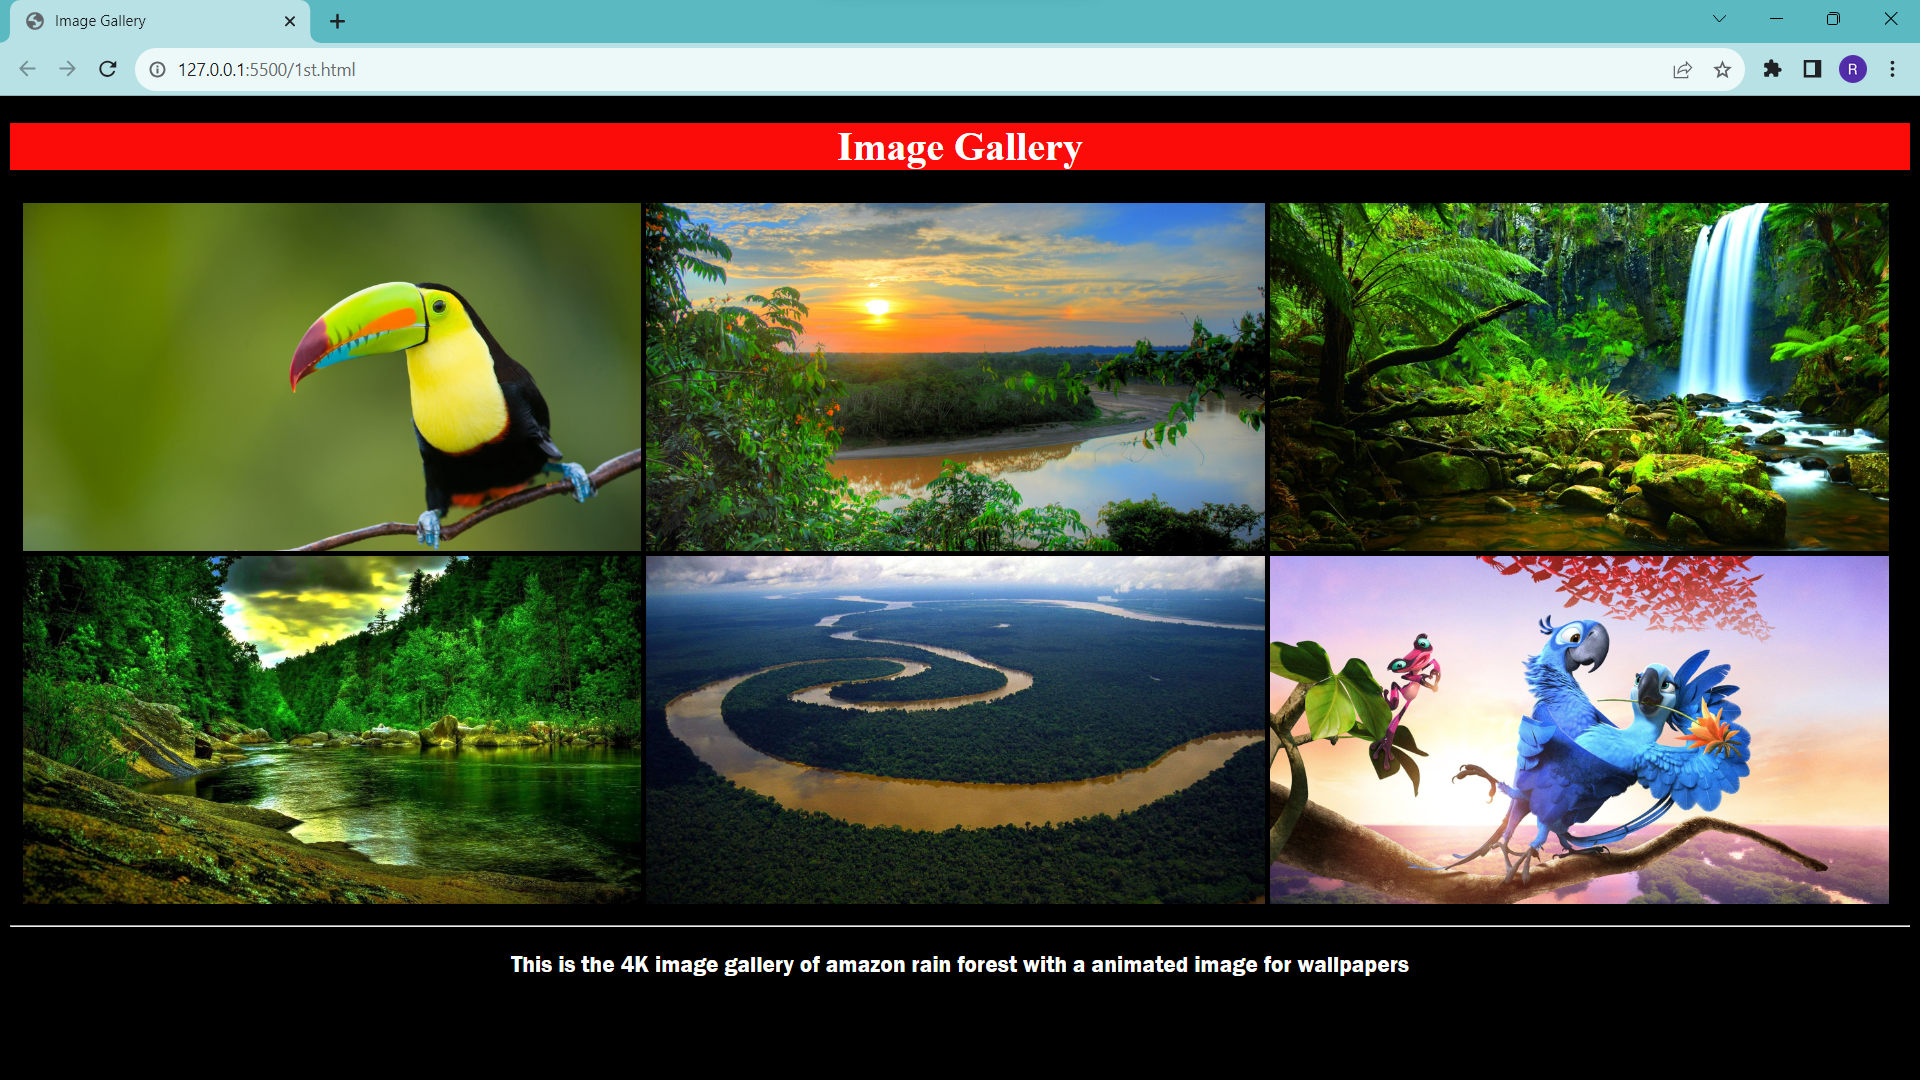 Image Gallery
127.0.0.1:5500/1st.html
R
Image Gallery
This is the 4K image gallery of amazon rain forest with a animated image for wallpapers